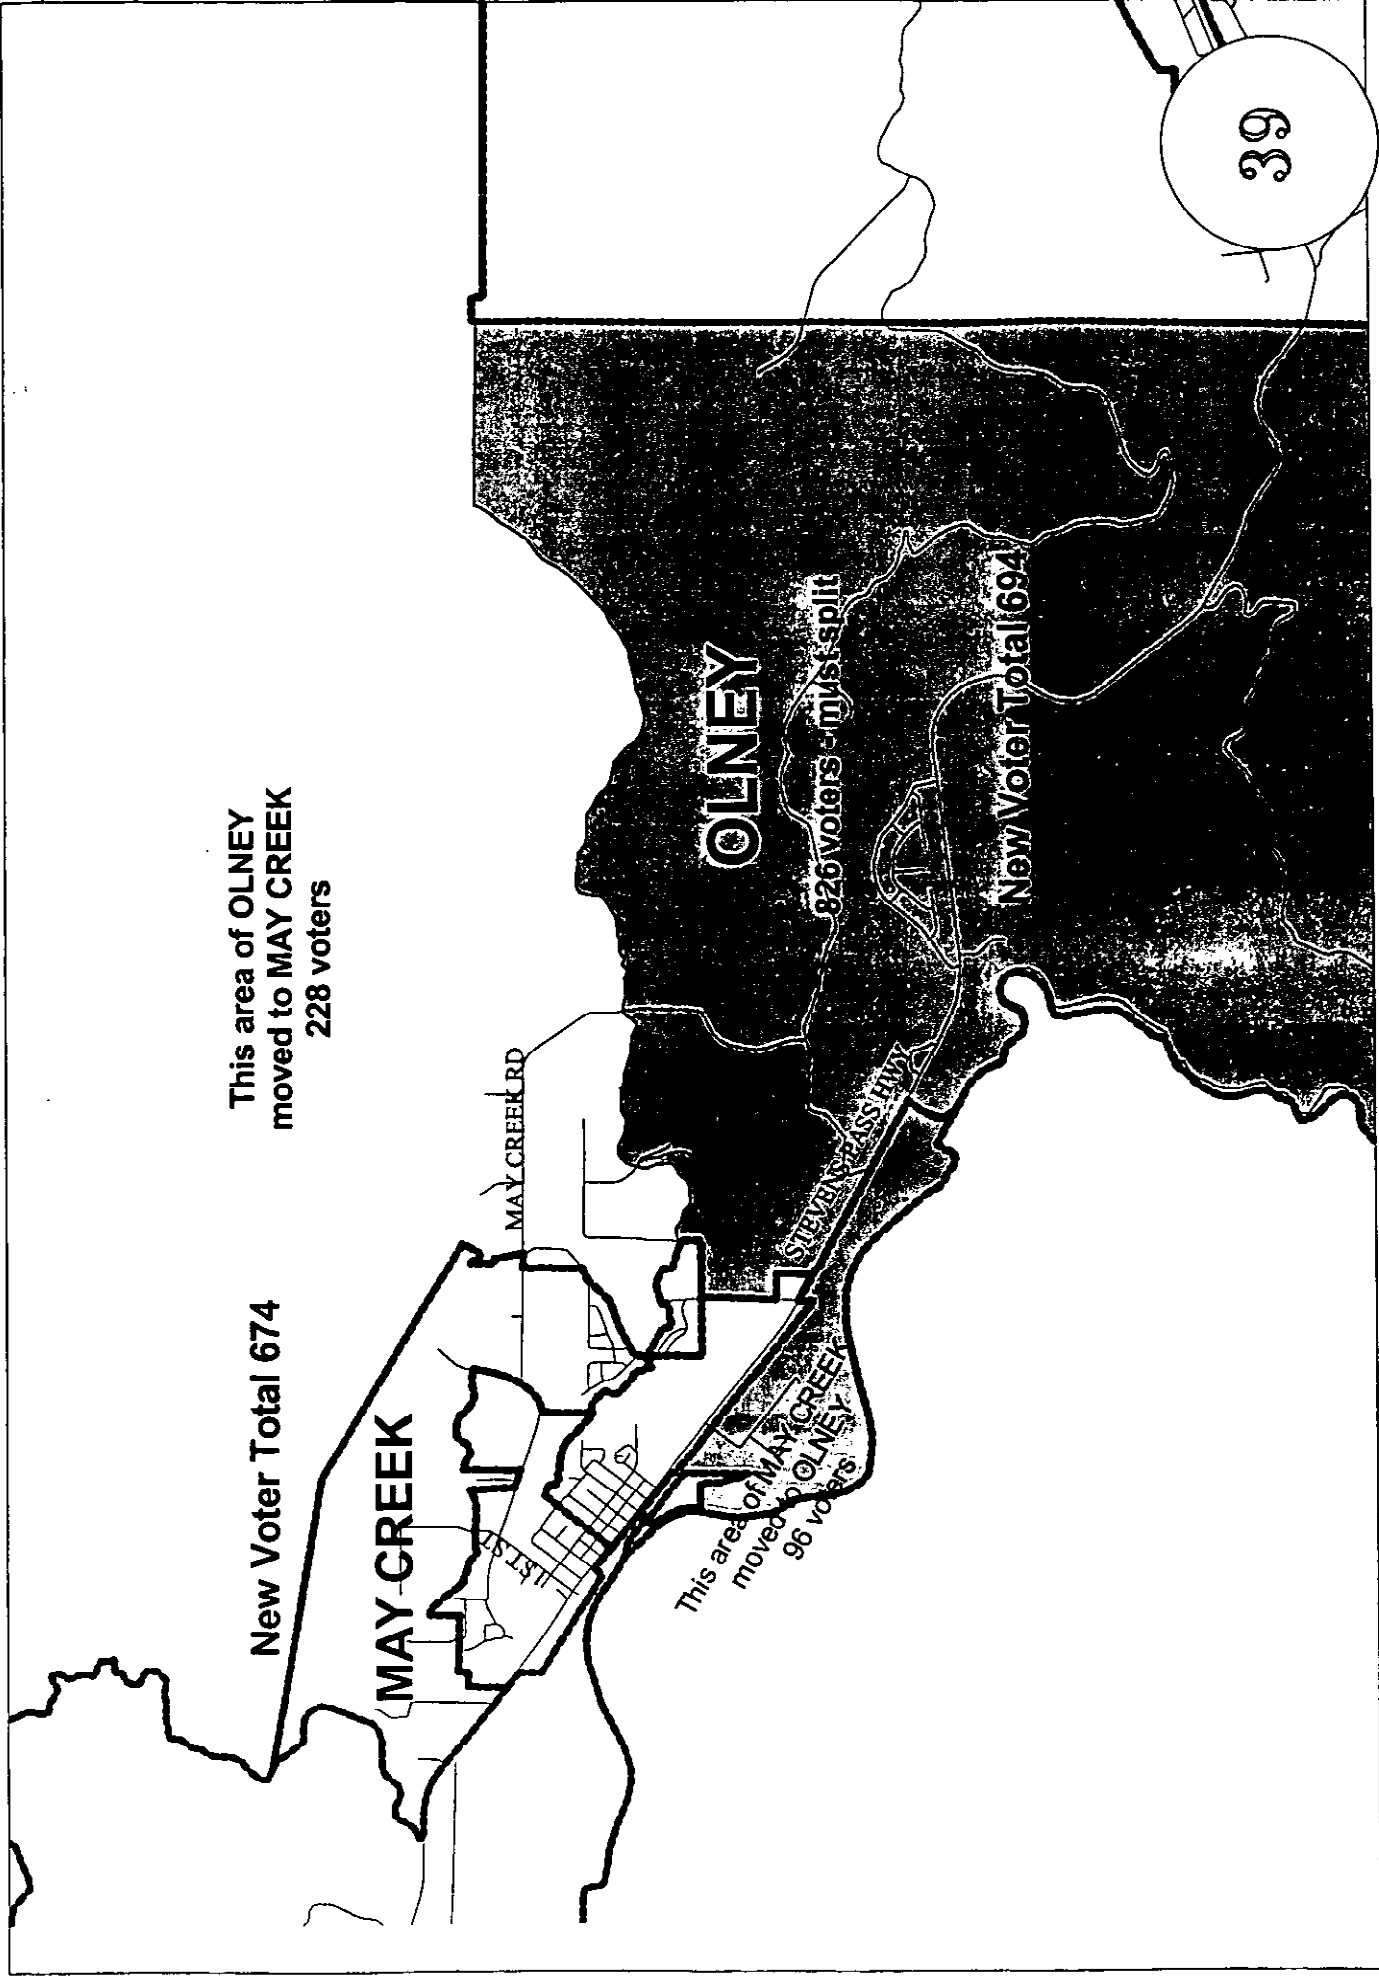 This area of OLNEY
moved to MAY CREEK
228 voters
New Voter Total 674
MAY CREEK
MAY CREEK RD
OLNEY
826 voters - must split
New Voter Total 694
STEVENS PASS HWY
This area of MAY CREEK
moved to OLNEY
96 voters
39